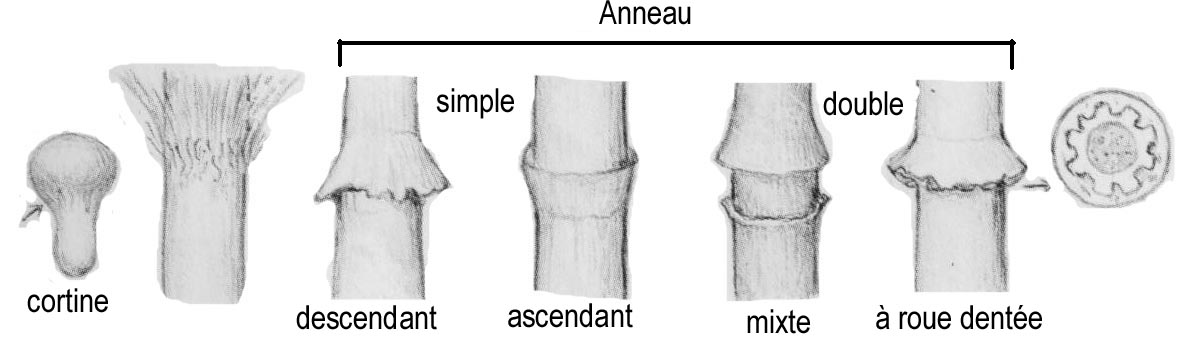 Anneau
simple
double
cortine
descendant
ascendant
mixte
à roue dentée